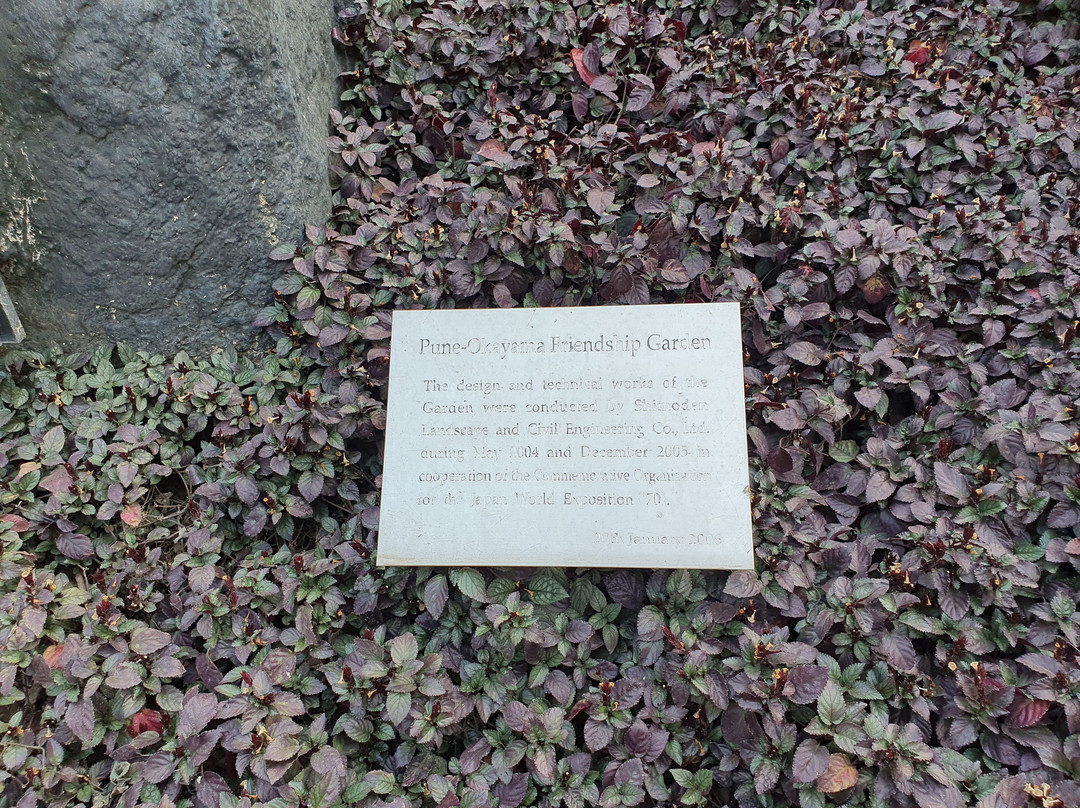 Pune-Okayama Friendship Garden
The design and technical works of The
Garden were conducted by Shimoden
Landscape and Civil Engineering Co., Ltd.
during May 2004 and December 2005 in
cooperation of the Commemorative Organization
for the Japan World Exposition '70'.
January